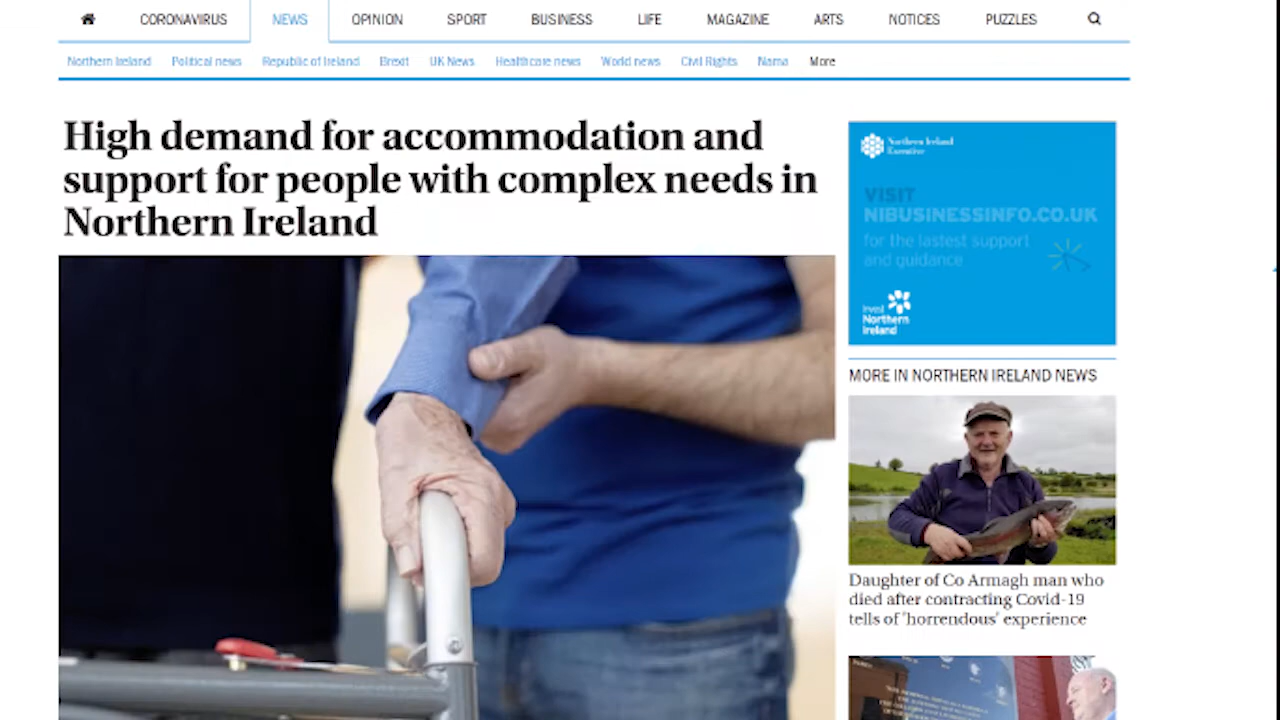 CORONAVIRUS NEWS OPINION SPORT BUSINESS LIFE MAGAZINE ARTS NOTICES PUZZLES
Northern Ireland Political news Republic of Ireland Brexit UK News Healthcare news World news Civil Rights Nama More
High demand for accommodation and
support for people with complex needs in
Northern Ireland
Northern Ireland
Executive
VISIT
NIBUSINESSINFO.CO.UK
for the lastest support
and guidance
Invest
Northern
Ireland
MORE IN NORTHERN IRELAND NEWS
Daughter of Co Armagh man who
died after contracting Covid-19
tells of 'horrendous' experience